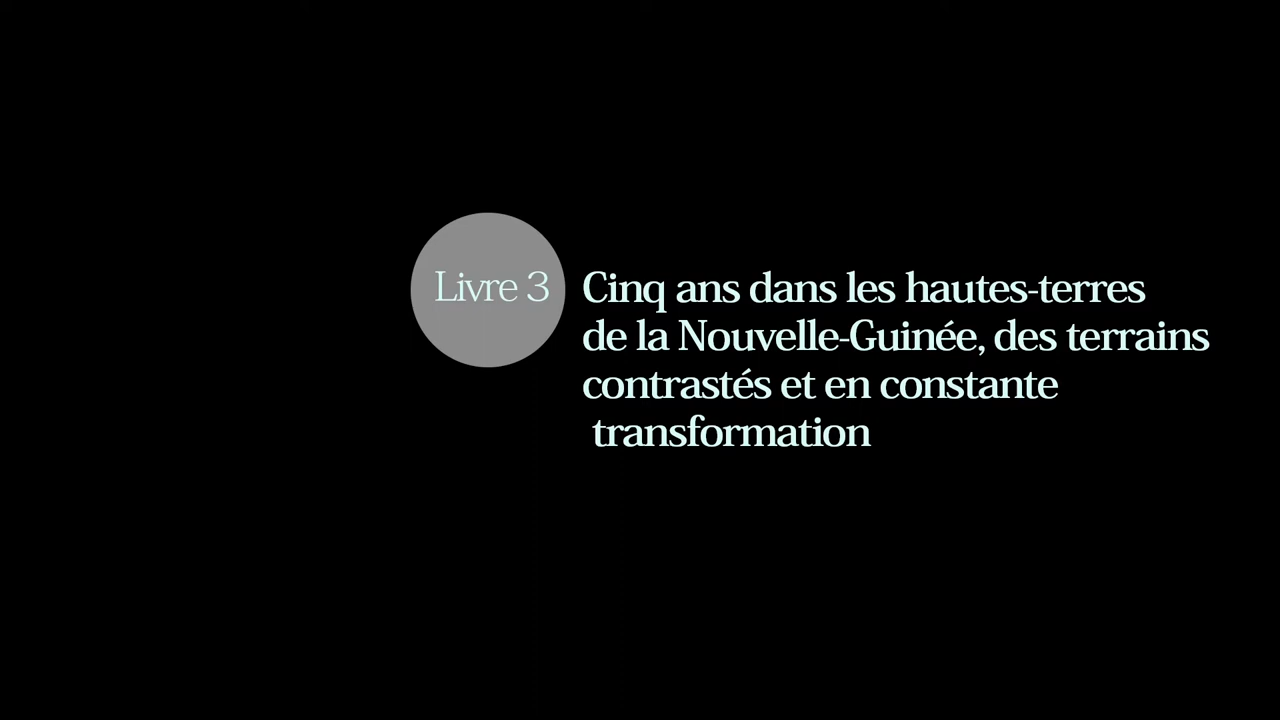 Livre 3
Cinq ans dans les hautes-terres
de la Nouvelle-Guinée, des terrains
contrastés et en constante
transformation